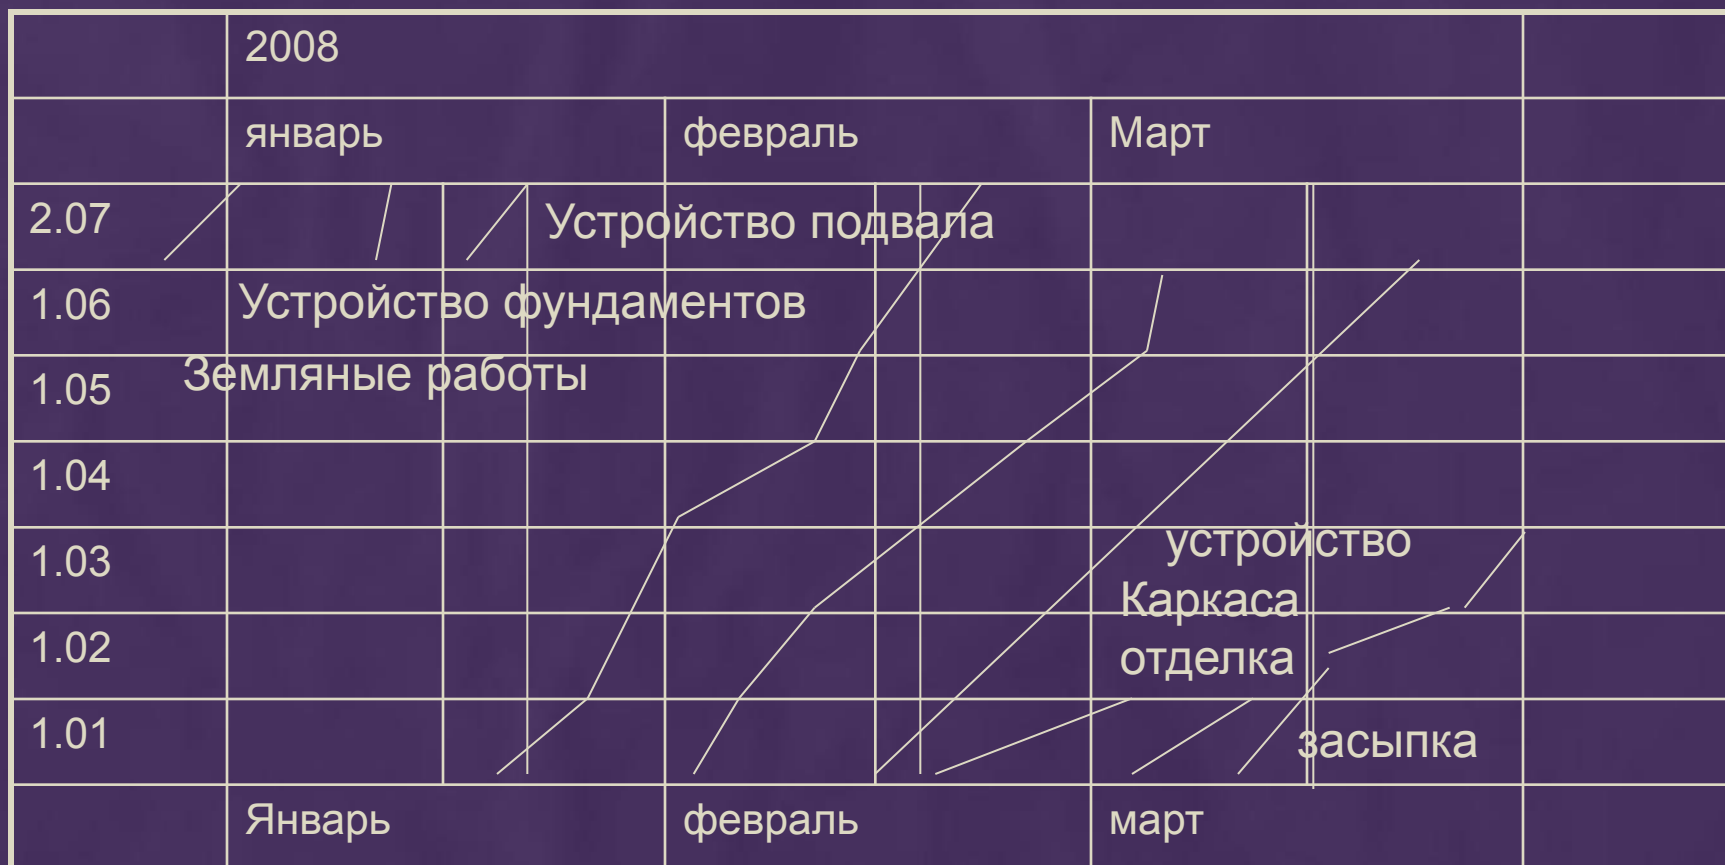 2008
январь февраль Март
2.07 Устройство подвала
1.06 Устройство фундаментов
1.05 Земляные работы
1.04
1.03 устройство
Каркаса
1.02 отделка
1.01 засыпка
Январь февраль март